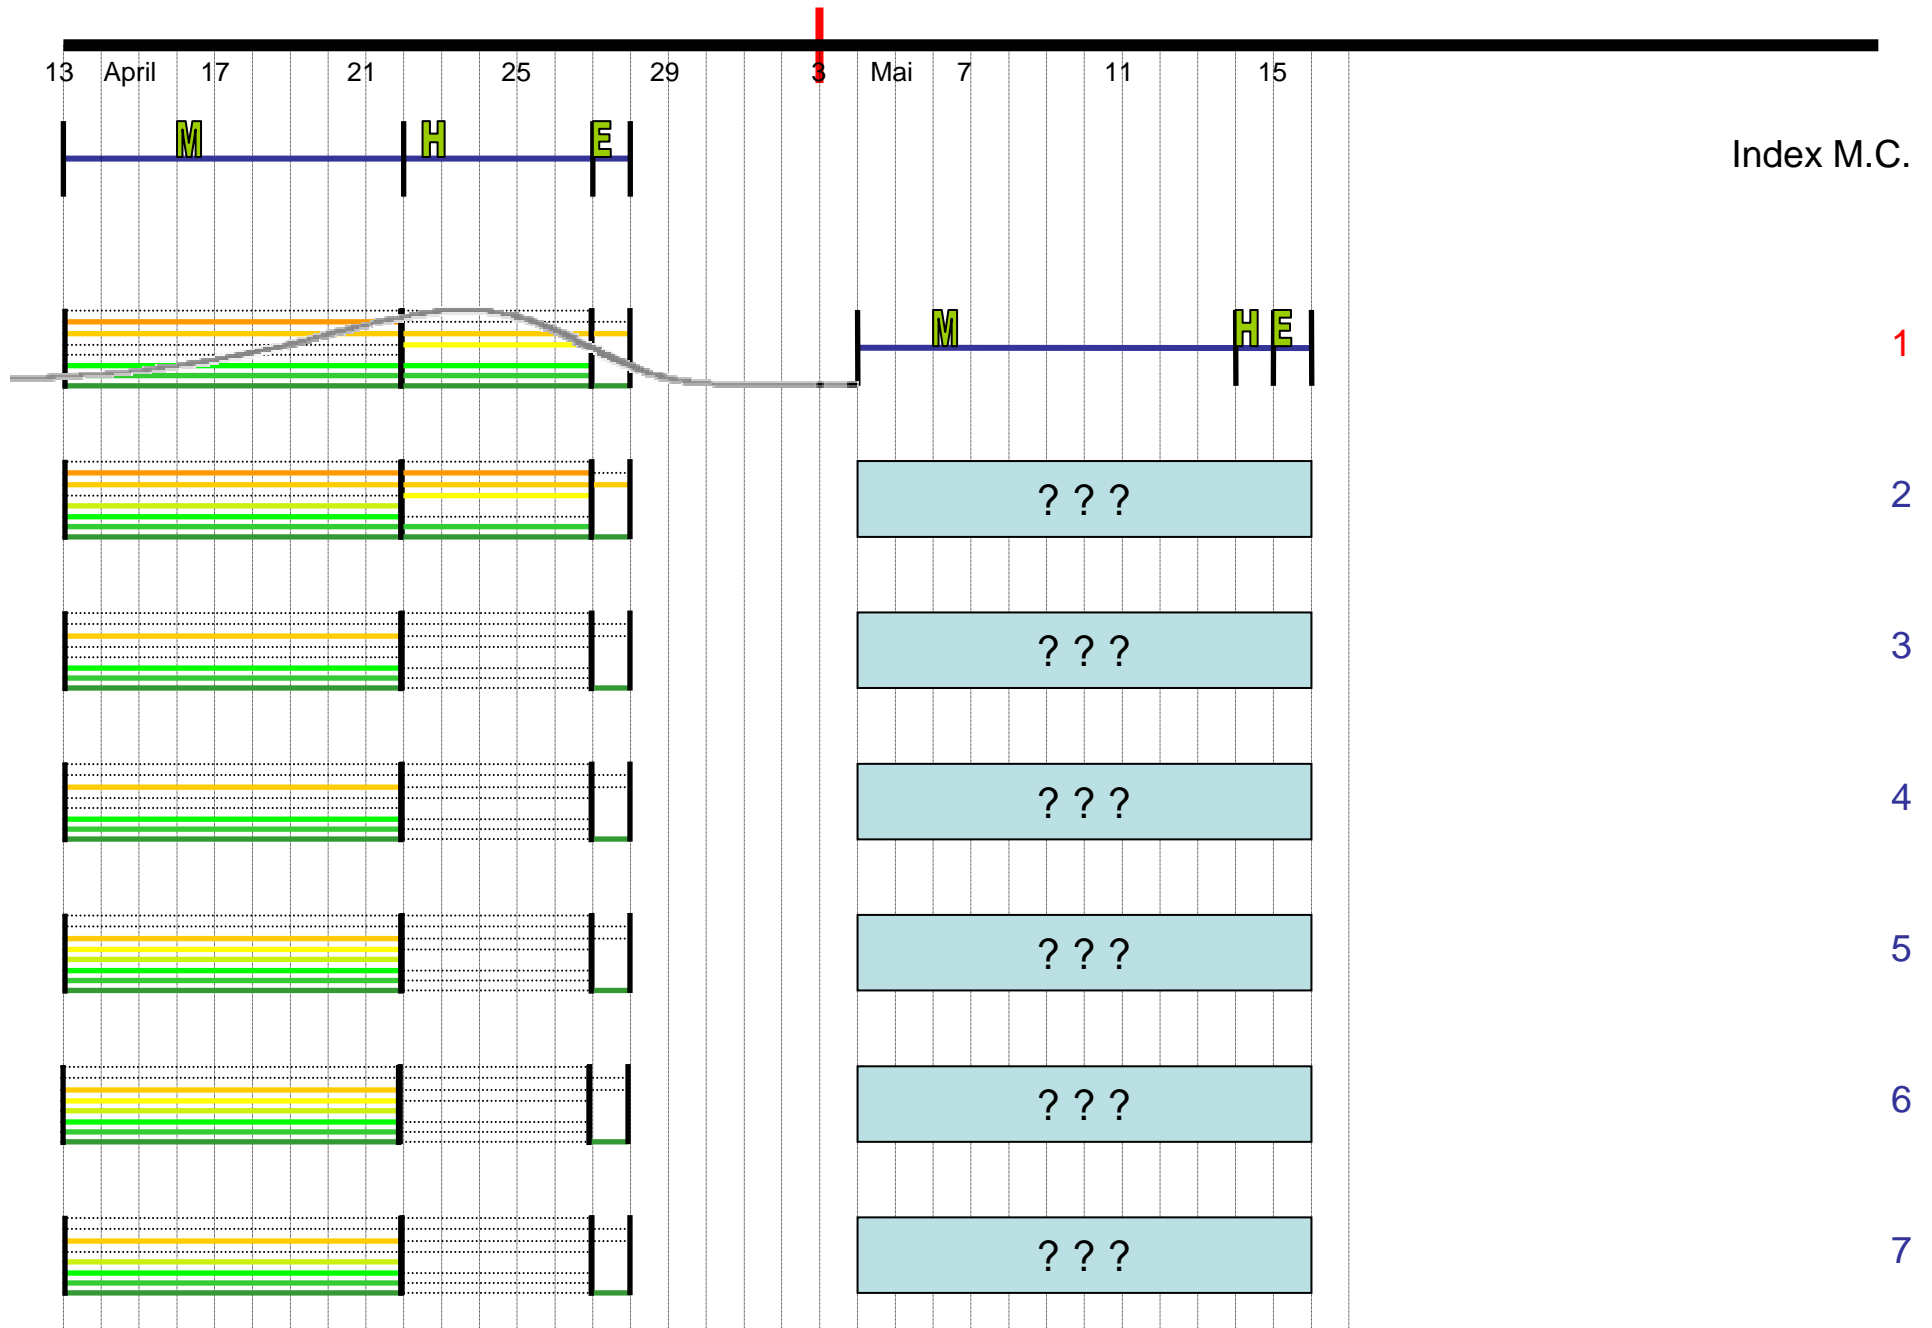 13 April 17 21 25 29 3 Mai 7 11 15
M H E
Index M.C.
M H E
1
? ? ? 2
? ? ? 3
? ? ? 4
? ? ? 5
? ? ? 6
? ? ? 7